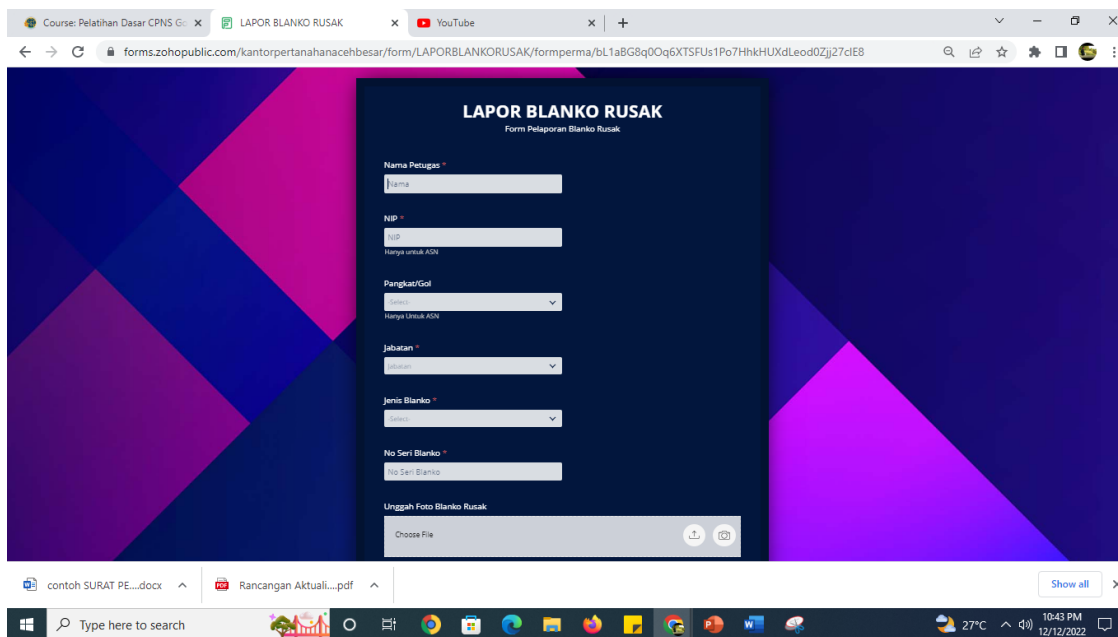 Course: Pelatihan Dasar CPNS Go
LAPOR BLANKO RUSAK
YouTube
forms.zohopublic.com/kantorpertanahanacehbesar/form/LAPORBLANKORUSAK/formperma/bL1aBG8q0Oq6XTSFUs1Po7HhkHUXdLeod0Zjj27clE8
LAPOR BLANKO RUSAK
Form Pelaporan Blanko Rusak
Nama Petugas *
Nama
NIP *
NIP
Hanya untuk ASN
Pangkat/Gol
-Select-
Hanya Untuk ASN
Jabatan *
Jabatan
Jenis Blanko *
-Select-
No Seri Blanko *
No Seri Blanko
Unggah Foto Blanko Rusak
Choose File
contoh SURAT PE....docx
Rancangan Aktuali....pdf
Show all
Type here to search
27°C
10:43 PM
12/12/2022